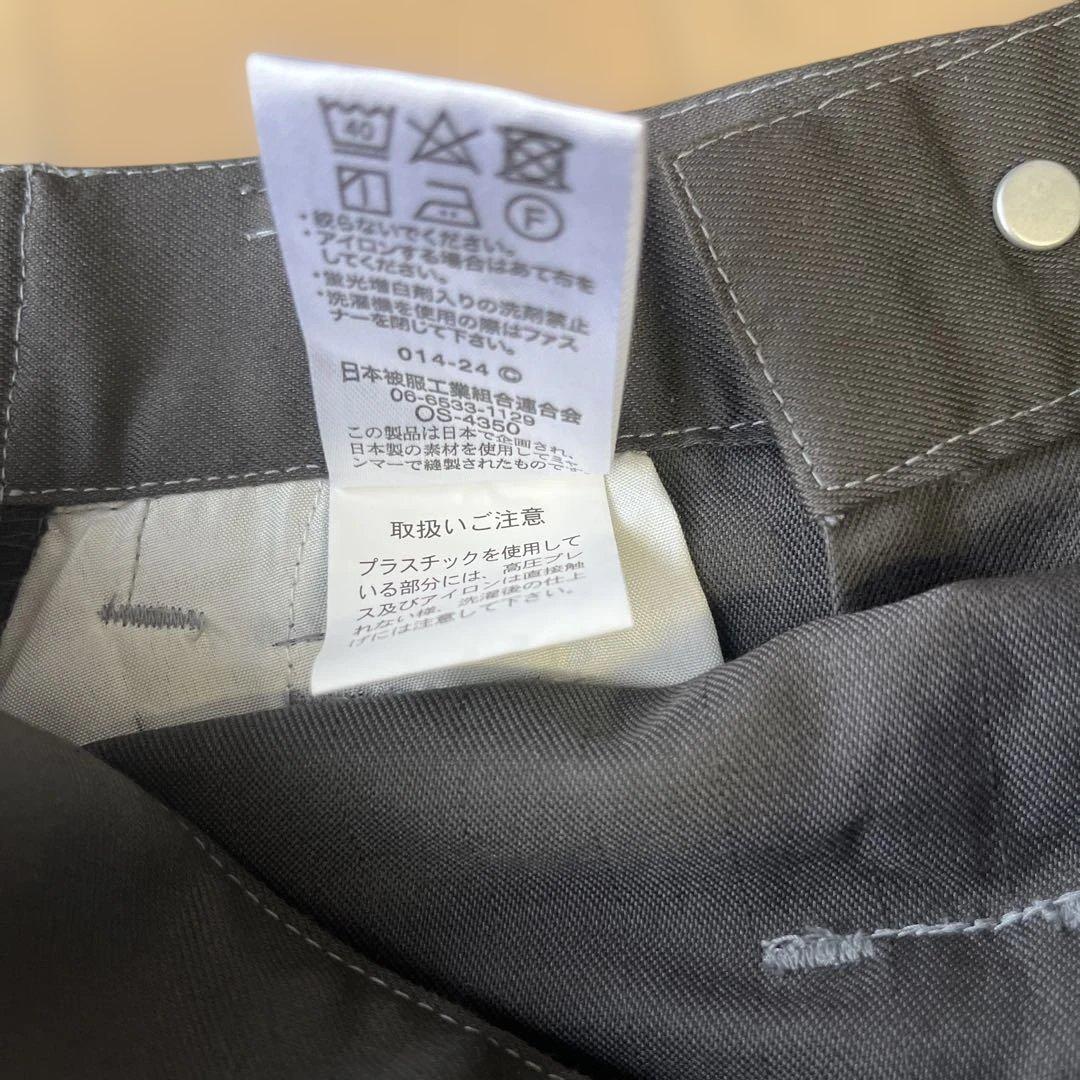 40
F
・絞らないでください。
・アイロンする場合はあて布を
してください。
・蛍光増白剤入りの洗剤禁止
・洗濯機を使用の際はファス
ナーを閉じて下さい。
014-24 ©
日本被服工業組合連合会
06-6533-1129
OS-4350
この製品は日本で企画され、
日本製の素材を使用してミャ
ンマーで縫製されたものです
取扱いご注意
プラスチックを使用して
いる部分には、高圧プレ
ス及びアイロンは直接触
れない様、洗濯後の仕上
げには注意して下さい。